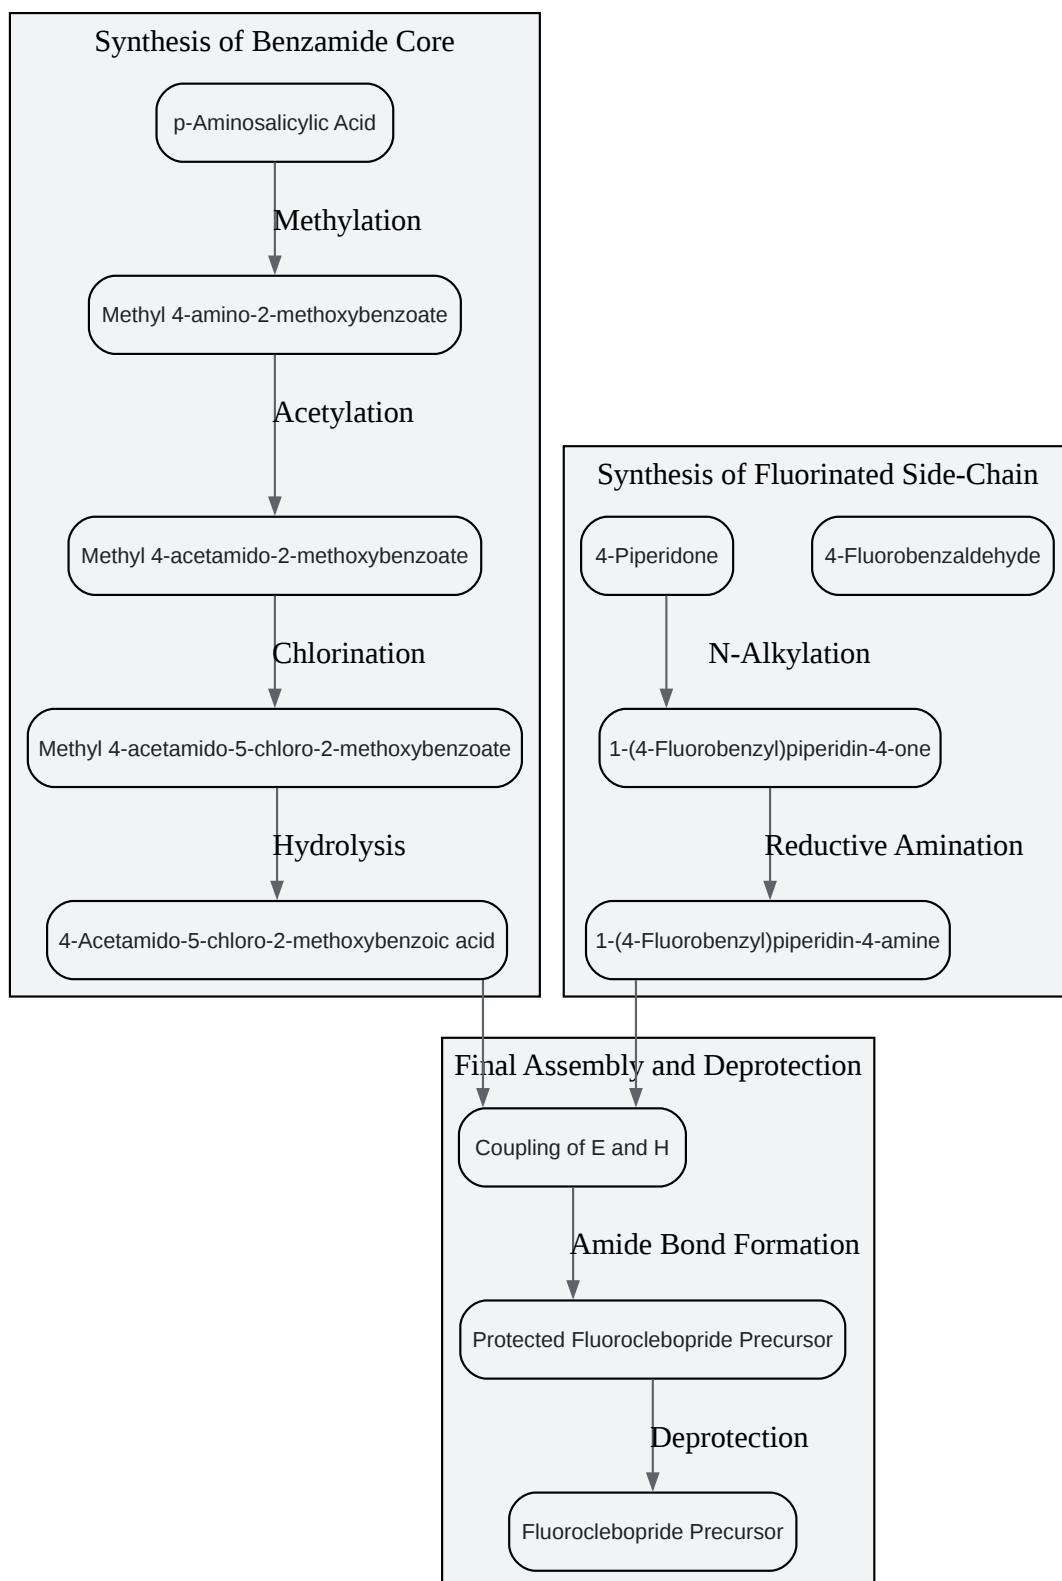 Synthesis of Benzamide Core
p-Aminosalicylic Acid
Methylation
Methyl 4-amino-2-methoxybenzoate
Acetylation
Methyl 4-acetamido-2-methoxybenzoate
Chlorination
Methyl 4-acetamido-5-chloro-2-methoxybenzoate
Hydrolysis
4-Acetamido-5-chloro-2-methoxybenzoic acid
Synthesis of Fluorinated Side-Chain
4-Piperidone
4-Fluorobenzaldehyde
N-Alkylation
1-(4-Fluorobenzyl)piperidin-4-one
Reductive Amination
1-(4-Fluorobenzyl)piperidin-4-amine
Final Assembly and Deprotection
Coupling of E and H
Amide Bond Formation
Protected Fluoroclebopride Precursor
Deprotection
Fluoroclebopride Precursor